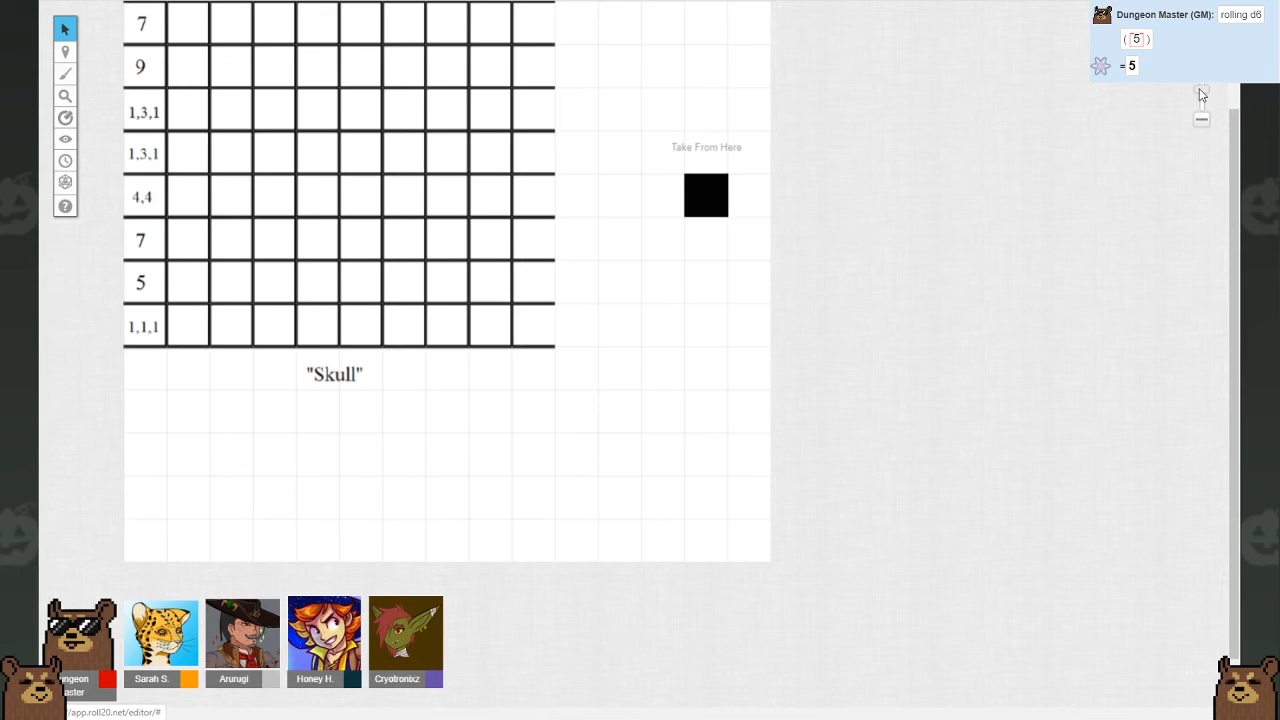 Dungeon Master (GM): rolling d6
(5)
=5
7
9
1,3,1
1,3,1
Take From Here
4,4
7
5
1,1,1
"Skull"
Sarah S.
Arurugi
Honey H.
Cryotronixz
/app.roll20.net/editor/#